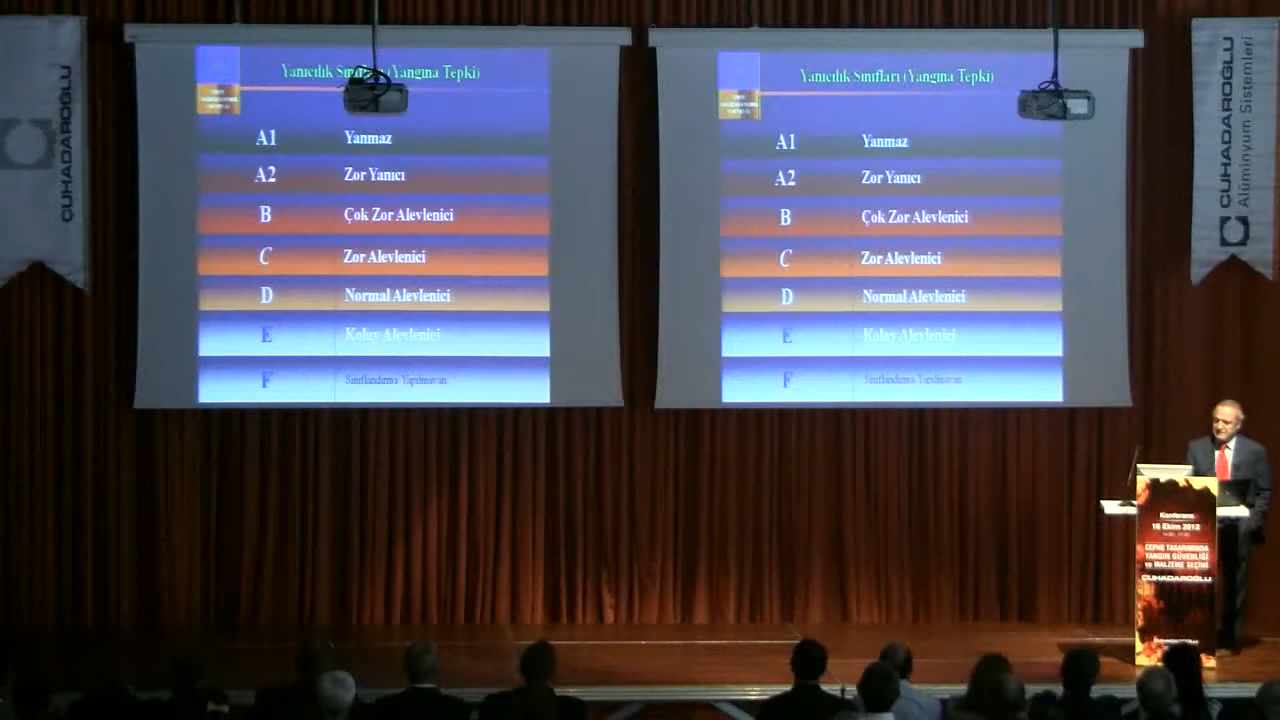 ÇUHADAROĞLU
Yanıcılık Sınıfları (Yangına Tepki)
A1 Yanmaz
A2 Zor Yanıcı
B Çok Zor Alevlenici
C Zor Alevlenici
D Normal Alevlenici
E Kolay Alevlenici
F Sınıflandırma Yapılmayan
Yanıcılık Sınıfları (Yangına Tepki)
A1 Yanmaz
A2 Zor Yanıcı
B Çok Zor Alevlenici
C Zor Alevlenici
D Normal Alevlenici
E Kolay Alevlenici
F Sınıflandırma Yapılmayan
ÇUHADAROĞLU
Alüminyum Sistemleri
Konferans
16 Ekim 2012
CEPHE TASARIMINDA
YANGIN GÜVENLİĞİ
ve MALZEME SEÇİMİ
ÇUHADAROĞLU